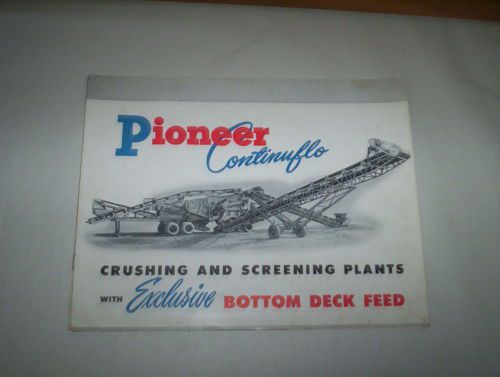 Pioneer
Continuflo
CRUSHING AND SCREENING PLANTS
WITH Exclusive BOTTOM DECK FEED